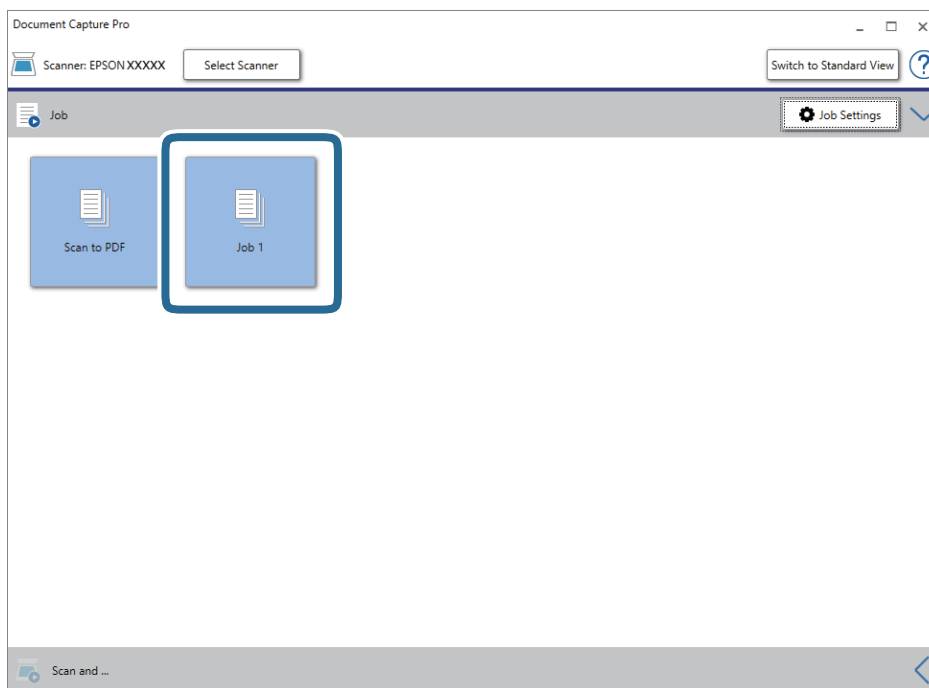 Document Capture Pro
Scanner: EPSON XXXXX
Select Scanner
Switch to Standard View
?
Job
Job Settings
Scan to PDF
Job 1
Scan and ...